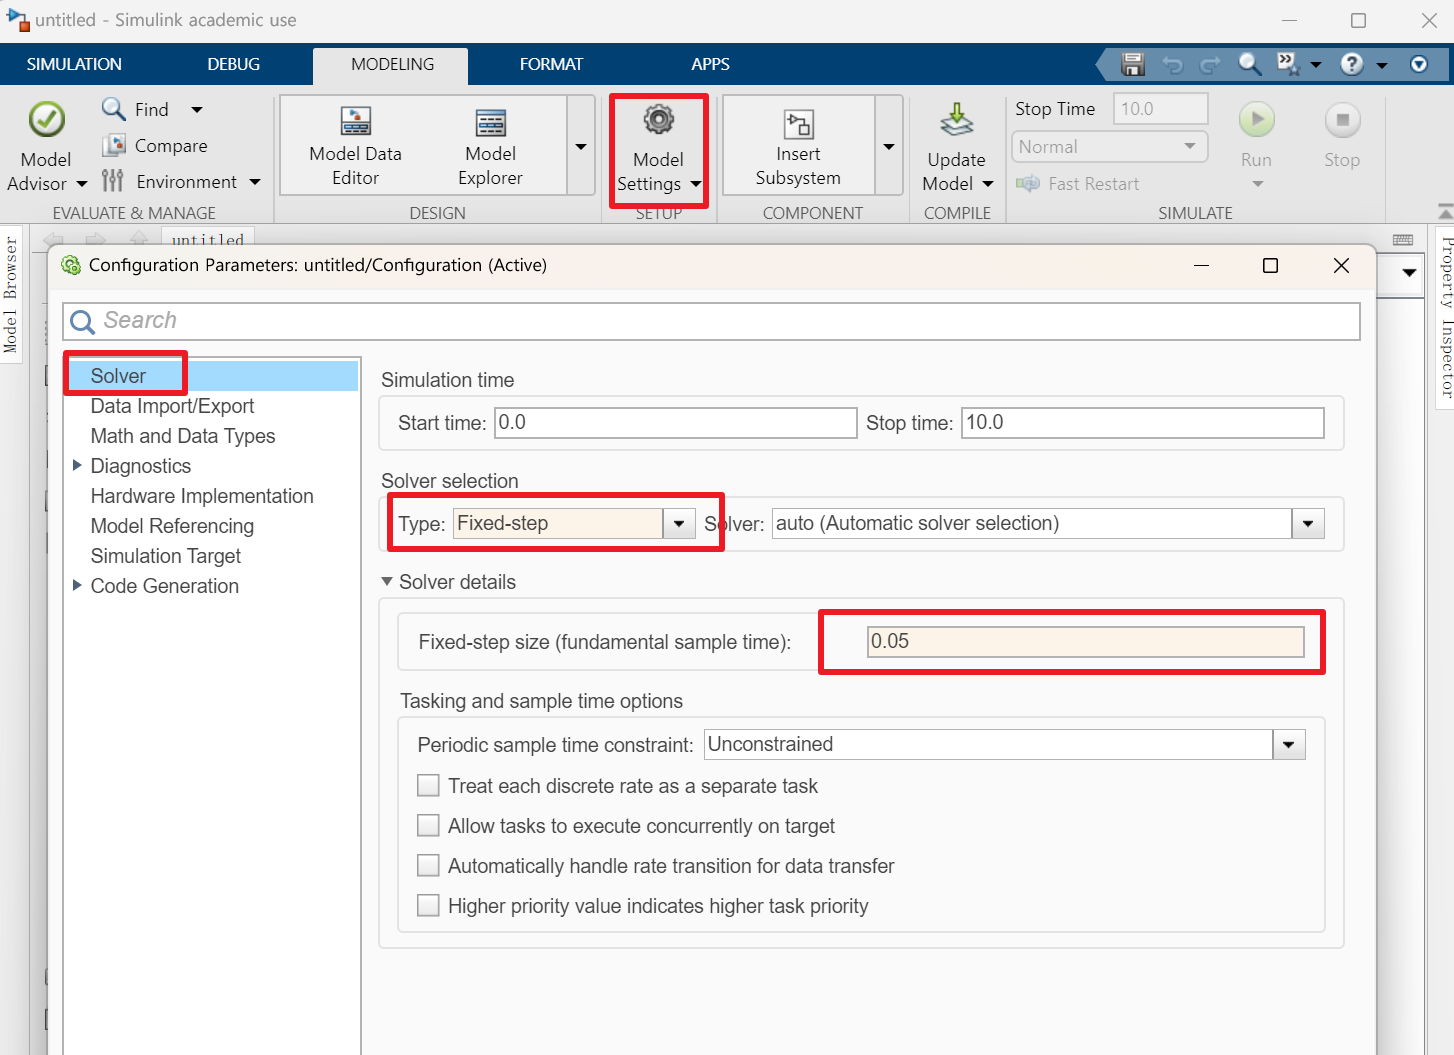 untitled - Simulink academic use
SIMULATION DEBUG MODELING FORMAT APPS
Model Advisor
Find
Compare
Environment
EVALUATE & MANAGE
Model Data Editor
Model Explorer
DESIGN
Model Settings
SETUP
Insert Subsystem
COMPONENT
Update Model
COMPILE
Stop Time 10.0
Normal
Fast Restart
Run
Stop
SIMULATE
Model Browser
untitled
Property Inspector
Configuration Parameters: untitled/Configuration (Active)
Search
Solver
Data Import/Export
Math and Data Types
Diagnostics
Hardware Implementation
Model Referencing
Simulation Target
Code Generation
Simulation time
Start time: 0.0 Stop time: 10.0
Solver selection
Type: Fixed-step Solver: auto (Automatic solver selection)
Solver details
Fixed-step size (fundamental sample time): 0.05
Tasking and sample time options
Periodic sample time constraint: Unconstrained
Treat each discrete rate as a separate task
Allow tasks to execute concurrently on target
Automatically handle rate transition for data transfer
Higher priority value indicates higher task priority